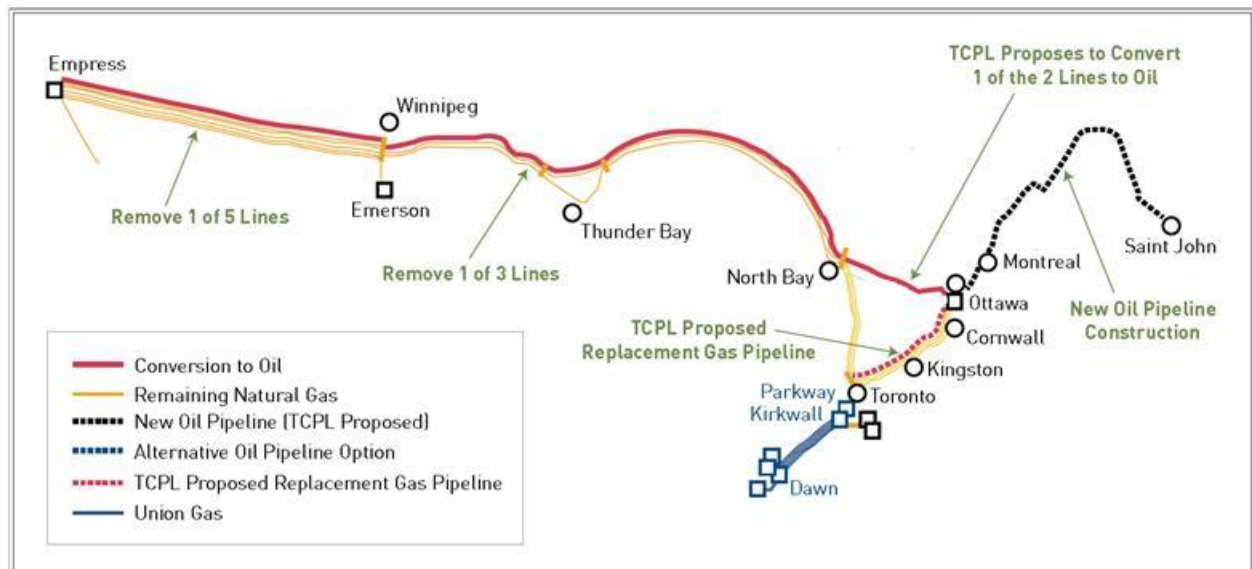 TCPL Proposes to Convert
1 of the 2 Lines to Oil
Empress
Winnipeg
Remove 1 of 5 Lines
Emerson
Thunder Bay
Remove 1 of 3 Lines
North Bay
Saint John
Montreal
Ottawa
New Oil Pipeline
Construction
TCPL Proposed
Replacement Gas Pipeline
Cornwall
Kingston
Toronto
Parkway
Kirkwall
Dawn
Conversion to Oil
Remaining Natural Gas
New Oil Pipeline (TCPL Proposed)
Alternative Oil Pipeline Option
TCPL Proposed Replacement Gas Pipeline
Union Gas